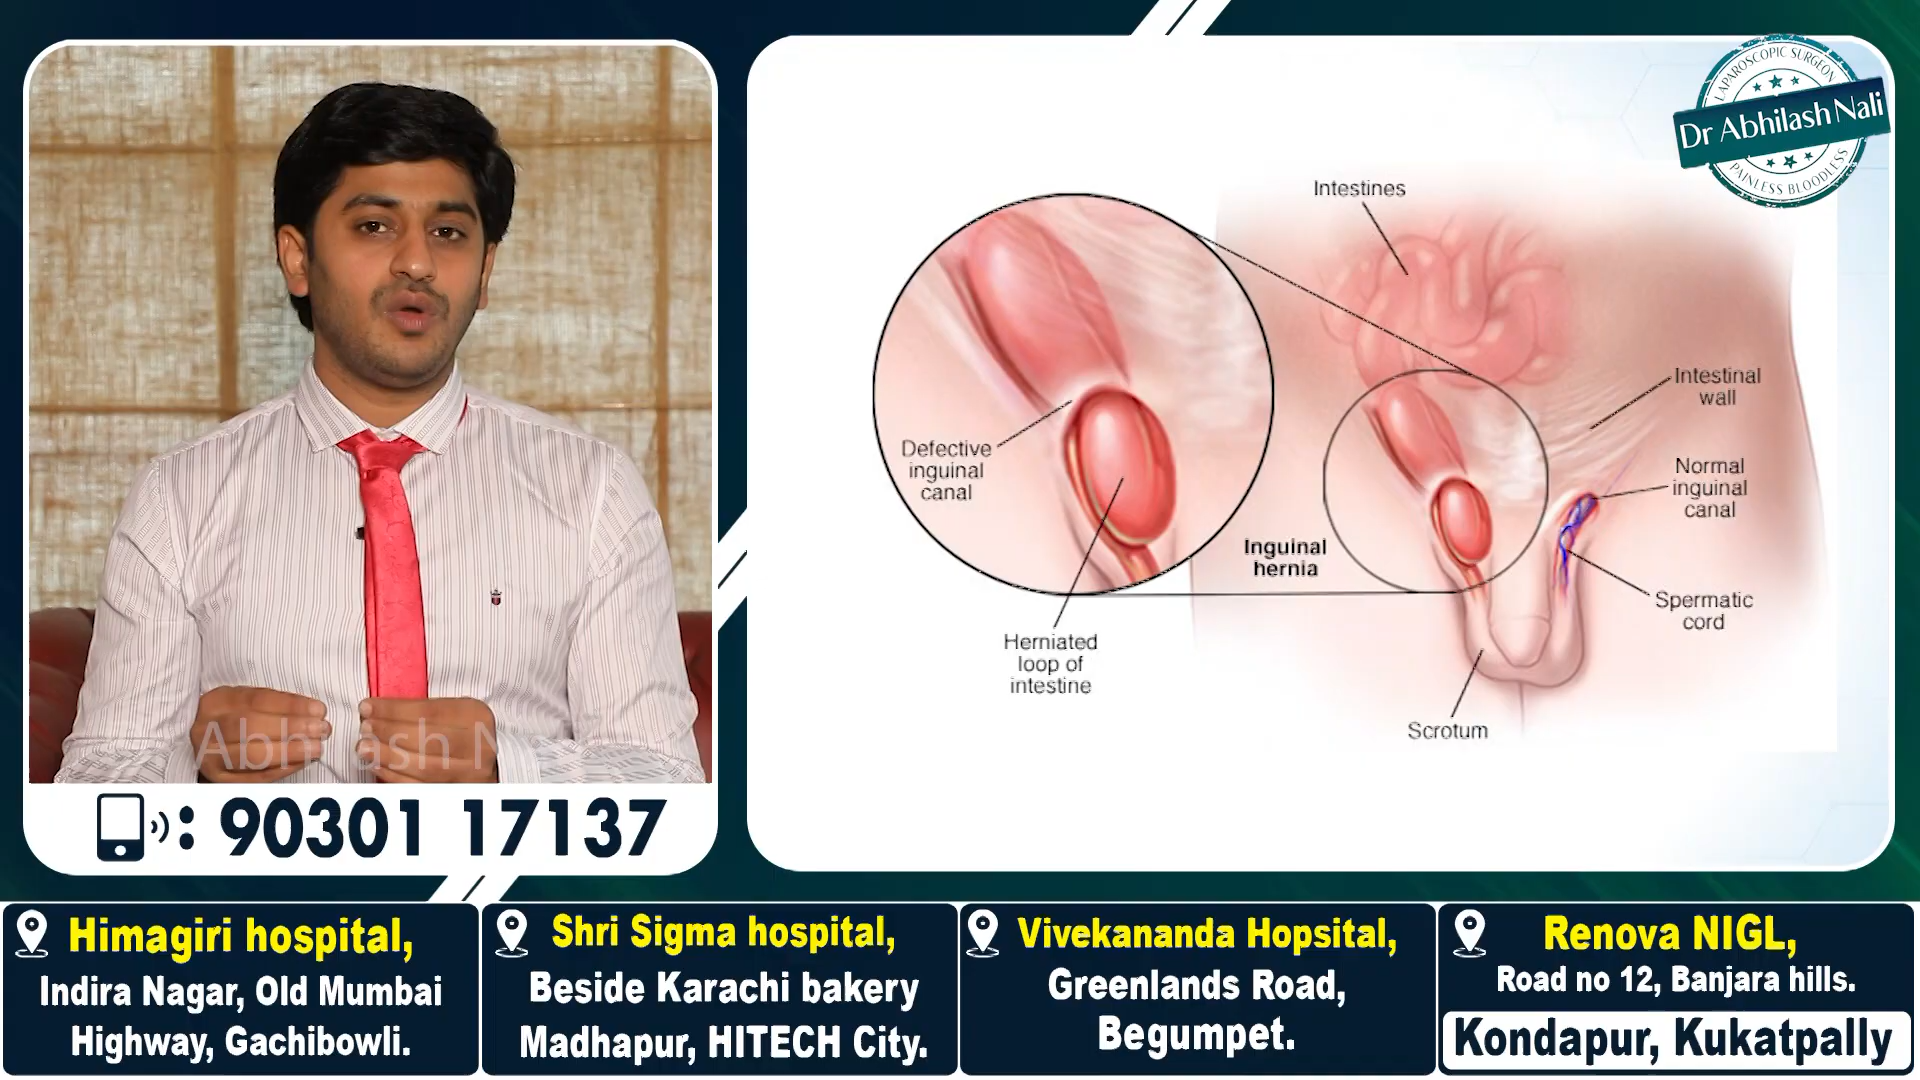 Abhilash Nali
: 90301 17137
LAPAROSCOPIC SURGEON
Dr Abhilash Nali
PAINLESS BLOODLESS
Intestines
Intestinal
wall
Normal
inguinal
canal
Spermatic
cord
Defective
inguinal
canal
Inguinal
hernia
Herniated
loop of
intestine
Scrotum
Himagiri hospital,
Indira Nagar, Old Mumbai
Highway, Gachibowli.
Shri Sigma hospital,
Beside Karachi bakery
Madhapur, HITECH City.
Vivekananda Hopsital,
Greenlands Road,
Begumpet.
Renova NIGL,
Road no 12, Banjara hills.
Kondapur, Kukatpally